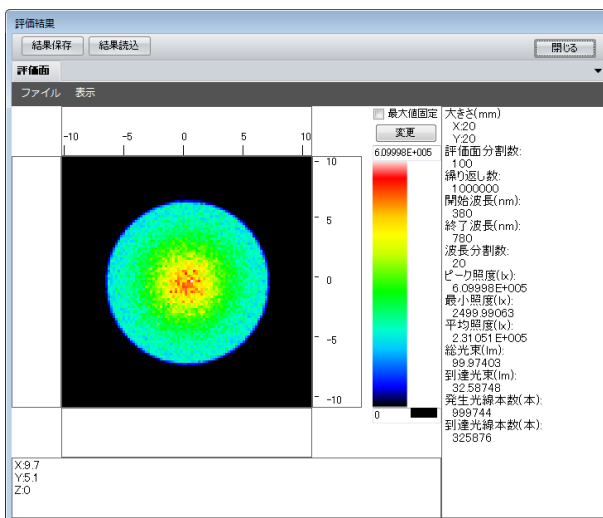 評価結果
結果保存 結果読込 閉じる
評価面
ファイル 表示
最大値固定
変更
6.09998E+005
-10 -5 0 5 10
10
5
0
-5
-10
0
大きさ(mm)
X:20
Y:20
評価面分割数:
100
繰り返し数:
1000000
開始波長(nm):
380
終了波長(nm):
780
波長分割数:
20
ピーク照度(lx):
6.09998E+005
最小照度(lx):
2499.99063
平均照度(lx):
2.31051E+005
総光束(lm):
99.97403
到達光束(lm):
32.58748
発生光線本数(本):
999744
到達光線本数(本):
325876
X:9.7
Y:5.1
Z:0